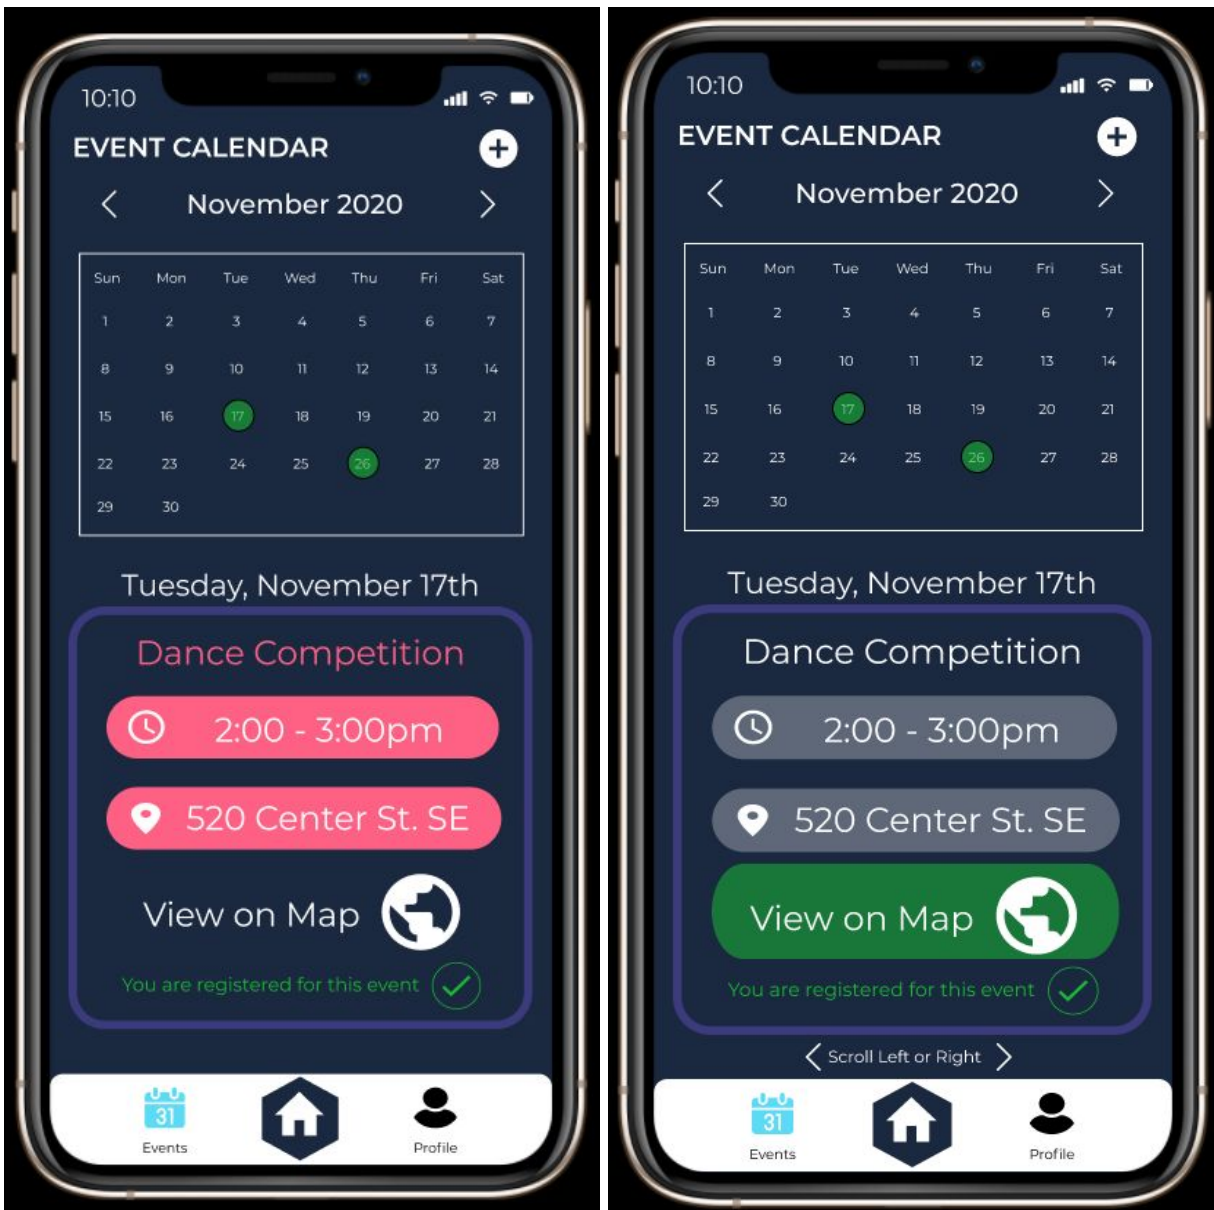 10:10
EVENT CALENDAR
November 2020
Sun Mon Tue Wed Thu Fri Sat
1 2 3 4 5 6 7
8 9 10 11 12 13 14
15 16 17 18 19 20 21
22 23 24 25 26 27 28
29 30
Tuesday, November 17th
Dance Competition
2:00 - 3:00pm
520 Center St. SE
View on Map
You are registered for this event
31
Events
Profile
10:10
EVENT CALENDAR
November 2020
Sun Mon Tue Wed Thu Fri Sat
1 2 3 4 5 6 7
8 9 10 11 12 13 14
15 16 17 18 19 20 21
22 23 24 25 26 27 28
29 30
Tuesday, November 17th
Dance Competition
2:00 - 3:00pm
520 Center St. SE
View on Map
You are registered for this event
Scroll Left or Right
31
Events
Profile